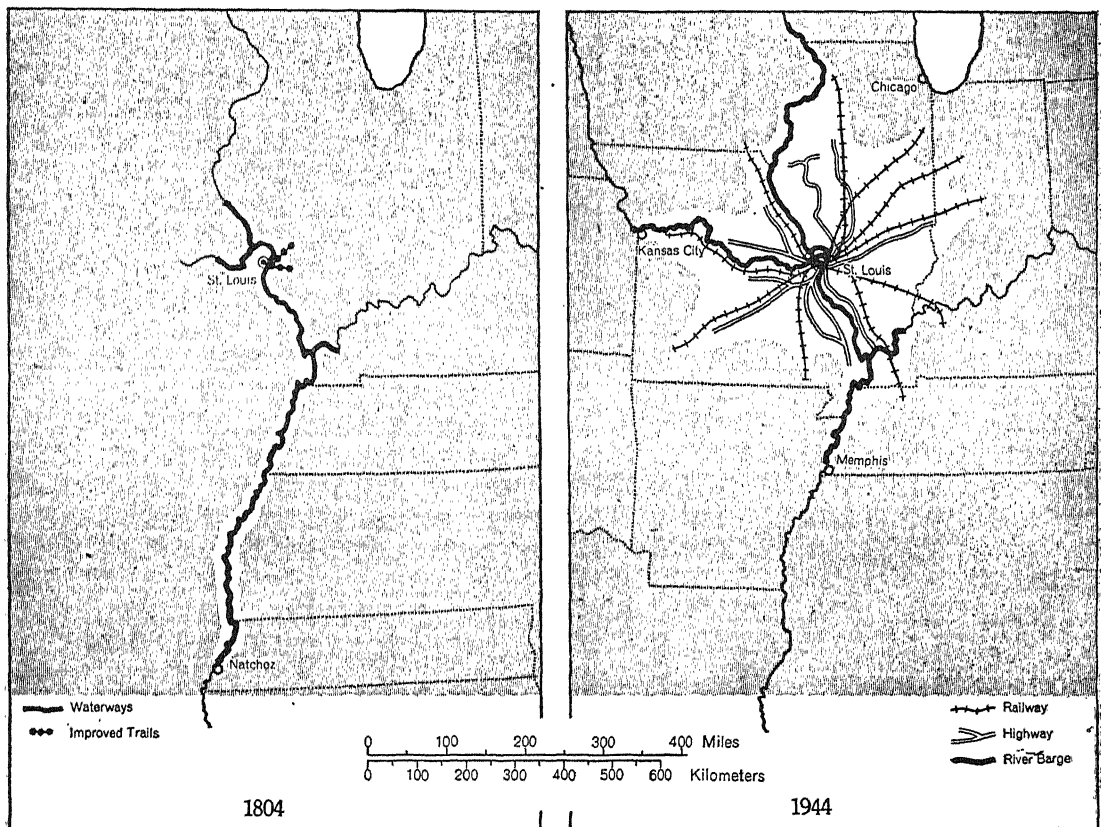 St. Louis
Natchez
Waterways
Improved Trails
1804
Chicago
Kansas City
St. Louis
Memphis
Railway
Highway
River Barge
1944
0 100 200 300 400 Miles
0 100 200 300 400 500 600 Kilometers